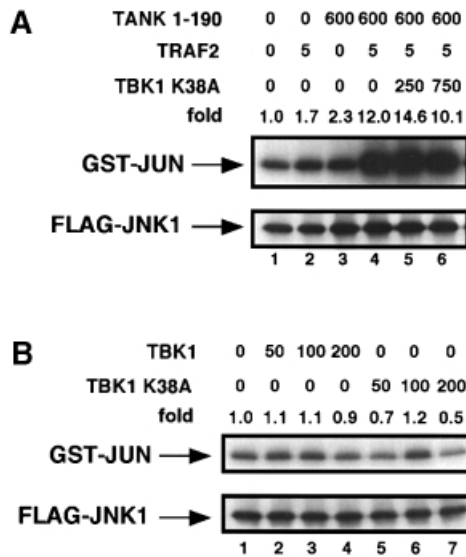 A
TANK 1-190 0 0 600 600 600 600
TRAF2 0 5 0 5 5 5
TBK1 K38A 0 0 0 0 250 750
fold 1.0 1.7 2.3 12.0 14.6 10.1
GST-JUN
FLAG-JNK1
1 2 3 4 5 6
B
TBK1 0 50 100 200 0 0 0
TBK1 K38A 0 0 0 0 50 100 200
fold 1.0 1.1 1.1 0.9 0.7 1.2 0.5
GST-JUN
FLAG-JNK1
1 2 3 4 5 6 7